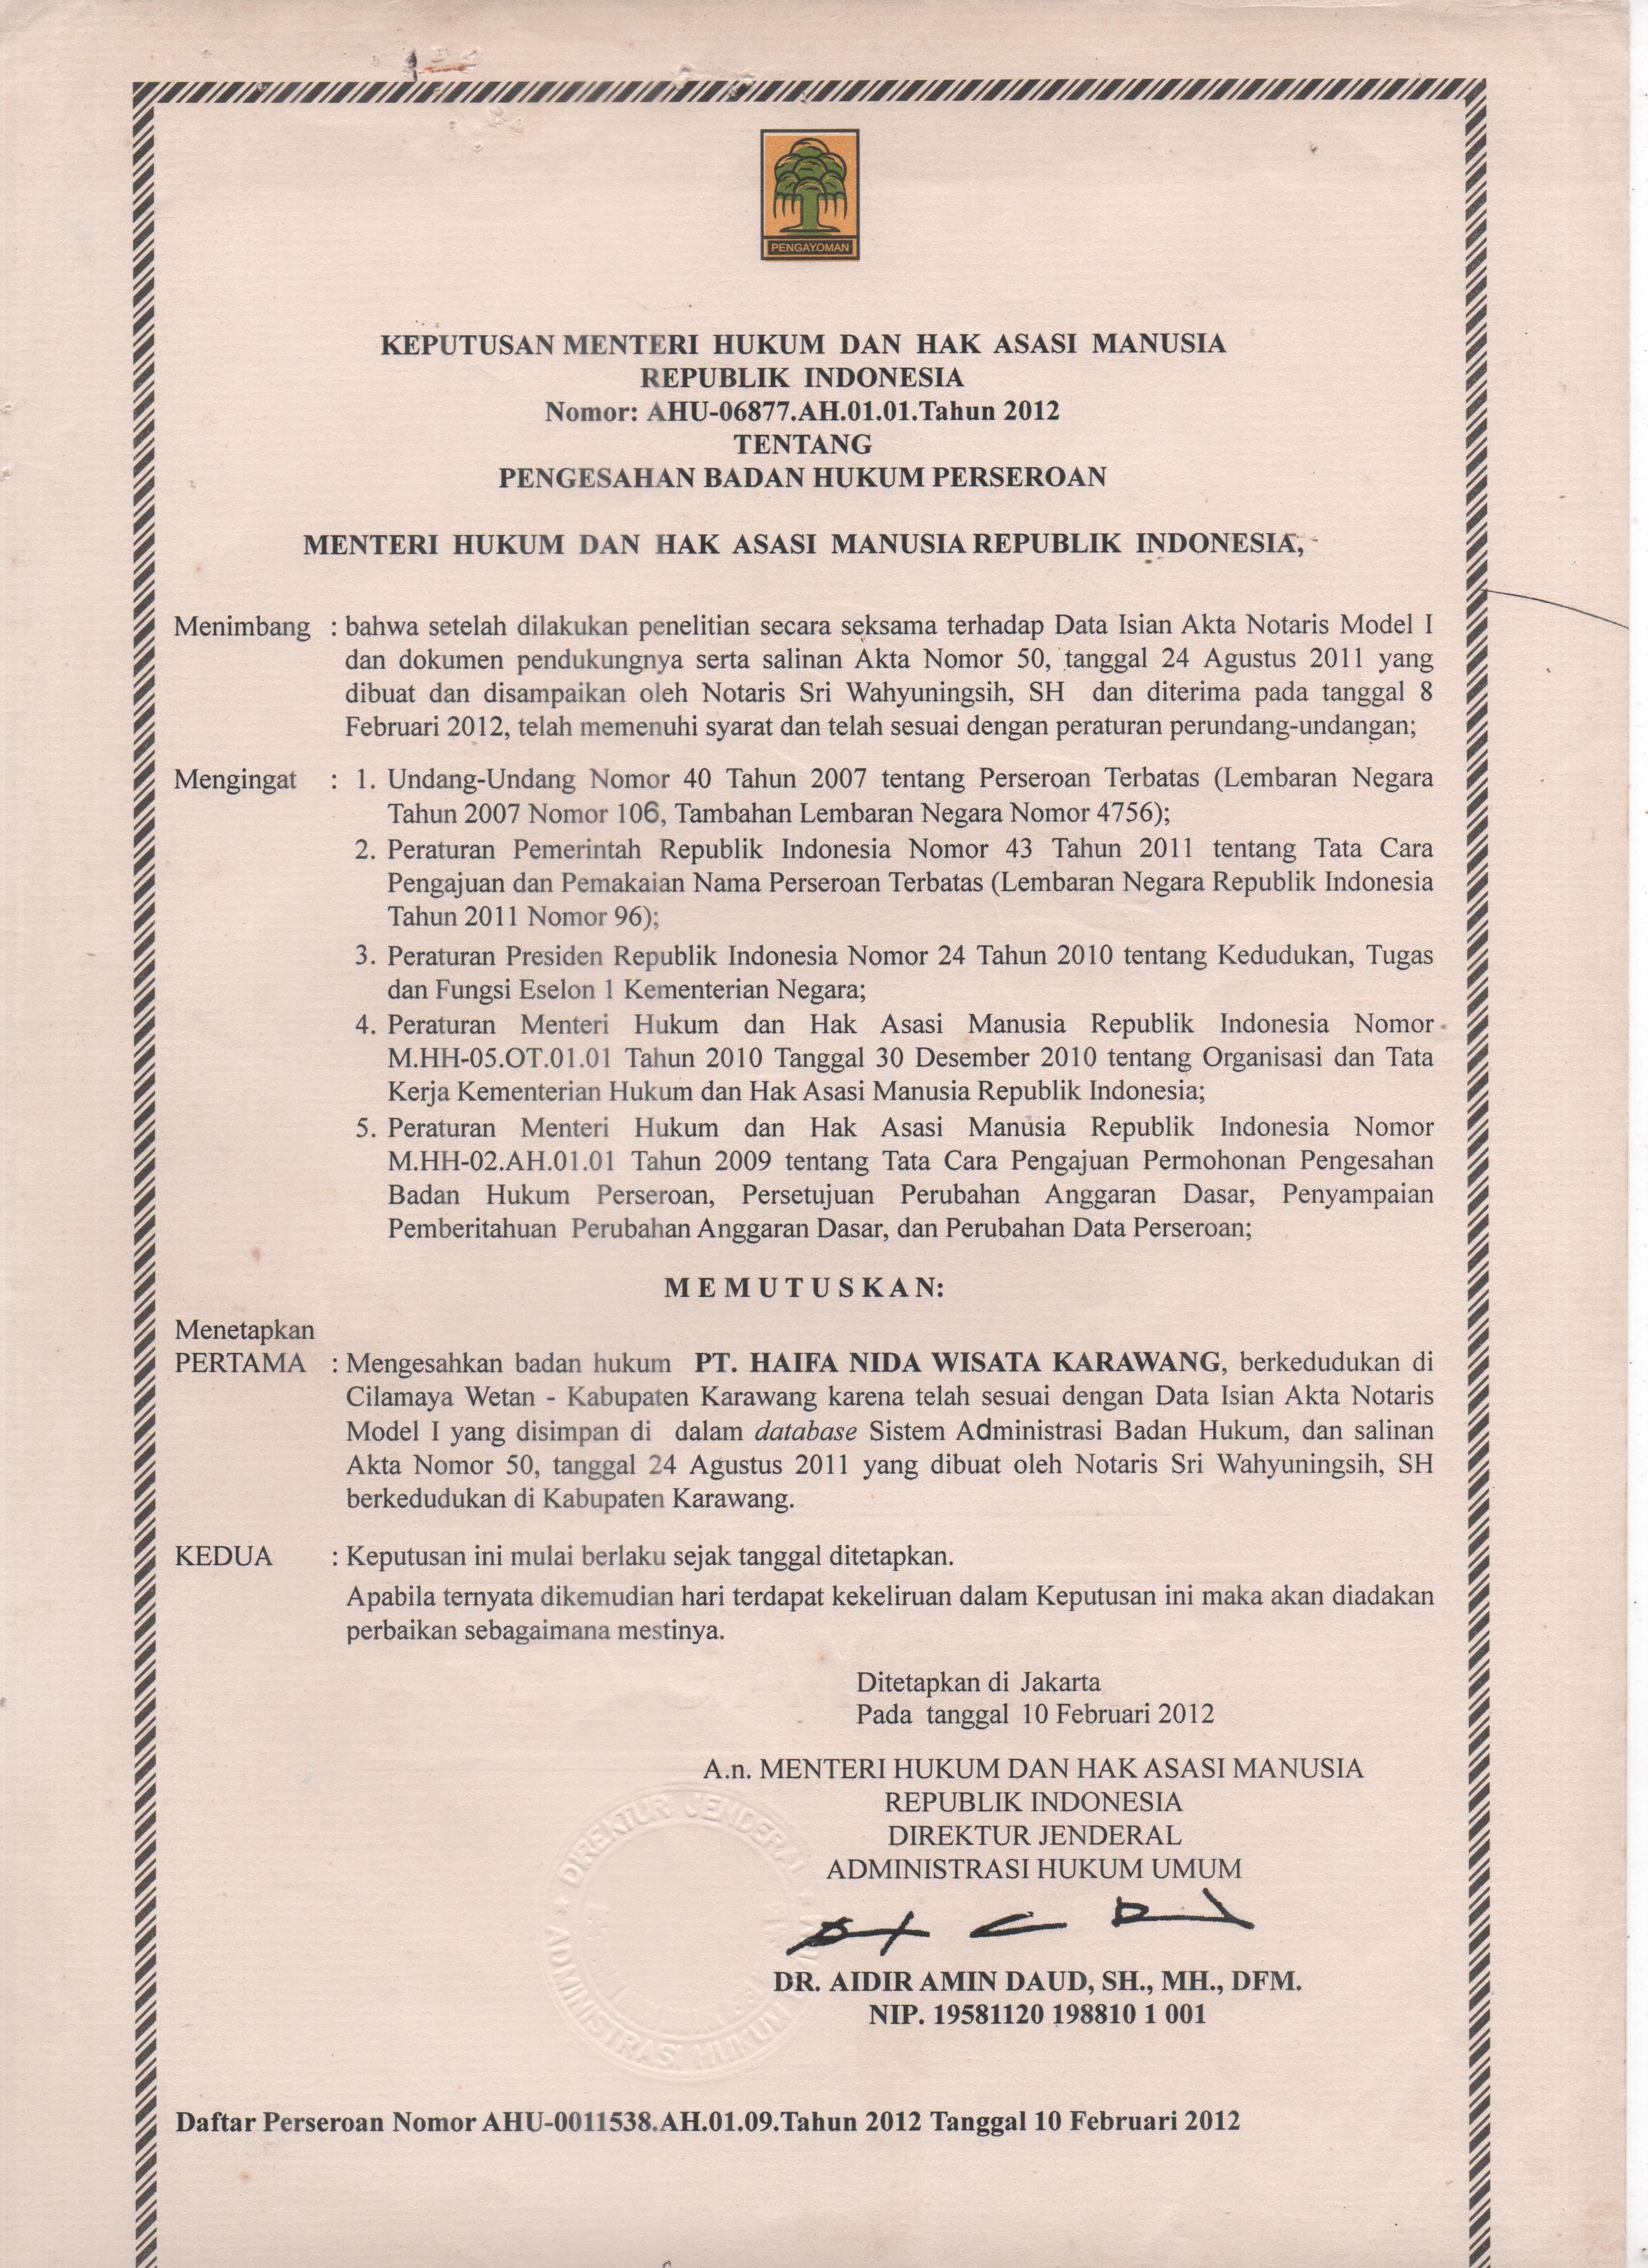 PENGAYOMAN
KEPUTUSAN MENTERI HUKUM DAN HAK ASASI MANUSIA
REPUBLIK INDONESIA
Nomor: AHU-06877.AH.01.01.Tahun 2012
TENTANG
PENGESAHAN BADAN HUKUM PERSEROAN
MENTERI HUKUM DAN HAK ASASI MANUSIA REPUBLIK INDONESIA,
Menimbang : bahwa setelah dilakukan penelitian secara seksama terhadap Data Isian Akta Notaris Model I
dan dokumen pendukungnya serta salinan Akta Nomor 50, tanggal 24 Agustus 2011 yang
dibuat dan disampaikan oleh Notaris Sri Wahyuningsih, SH dan diterima pada tanggal 8
Februari 2012, telah memenuhi syarat dan telah sesuai dengan peraturan perundang-undangan;
Mengingat : 1. Undang-Undang Nomor 40 Tahun 2007 tentang Perseroan Terbatas (Lembaran Negara
Tahun 2007 Nomor 106, Tambahan Lembaran Negara Nomor 4756);
2. Peraturan Pemerintah Republik Indonesia Nomor 43 Tahun 2011 tentang Tata Cara
Pengajuan dan Pemakaian Nama Perseroan Terbatas (Lembaran Negara Republik Indonesia
Tahun 2011 Nomor 96);
3. Peraturan Presiden Republik Indonesia Nomor 24 Tahun 2010 tentang Kedudukan, Tugas
dan Fungsi Eselon 1 Kementerian Negara;
4. Peraturan Menteri Hukum dan Hak Asasi Manusia Republik Indonesia Nomor
M.HH-05.OT.01.01 Tahun 2010 Tanggal 30 Desember 2010 tentang Organisasi dan Tata
Kerja Kementerian Hukum dan Hak Asasi Manusia Republik Indonesia;
5. Peraturan Menteri Hukum dan Hak Asasi Manusia Republik Indonesia Nomor
M.HH-02.AH.01.01 Tahun 2009 tentang Tata Cara Pengajuan Permohonan Pengesahan
Badan Hukum Perseroan, Persetujuan Perubahan Anggaran Dasar, Penyampaian
Pemberitahuan Perubahan Anggaran Dasar, dan Perubahan Data Perseroan;
M E M U T U S K A N:
Menetapkan
PERTAMA : Mengesahkan badan hukum PT. HAIFA NIDA WISATA KARAWANG, berkedudukan di
Cilamaya Wetan - Kabupaten Karawang karena telah sesuai dengan Data Isian Akta Notaris
Model I yang disimpan di dalam database Sistem Administrasi Badan Hukum, dan salinan
Akta Nomor 50, tanggal 24 Agustus 2011 yang dibuat oleh Notaris Sri Wahyuningsih, SH
berkedudukan di Kabupaten Karawang.
KEDUA : Keputusan ini mulai berlaku sejak tanggal ditetapkan.
Apabila ternyata dikemudian hari terdapat kekeliruan dalam Keputusan ini maka akan diadakan
perbaikan sebagaimana mestinya.
Ditetapkan di Jakarta
Pada tanggal 10 Februari 2012
A.n. MENTERI HUKUM DAN HAK ASASI MANUSIA
REPUBLIK INDONESIA
DIREKTUR JENDERAL
ADMINISTRASI HUKUM UMUM
DIREKTUR JENDERAL
ADMINISTRASI HUKUM
DR. AIDIR AMIN DAUD, SH., MH., DFM.
NIP. 19581120 198810 1 001
Daftar Perseroan Nomor AHU-0011538.AH.01.09.Tahun 2012 Tanggal 10 Februari 2012